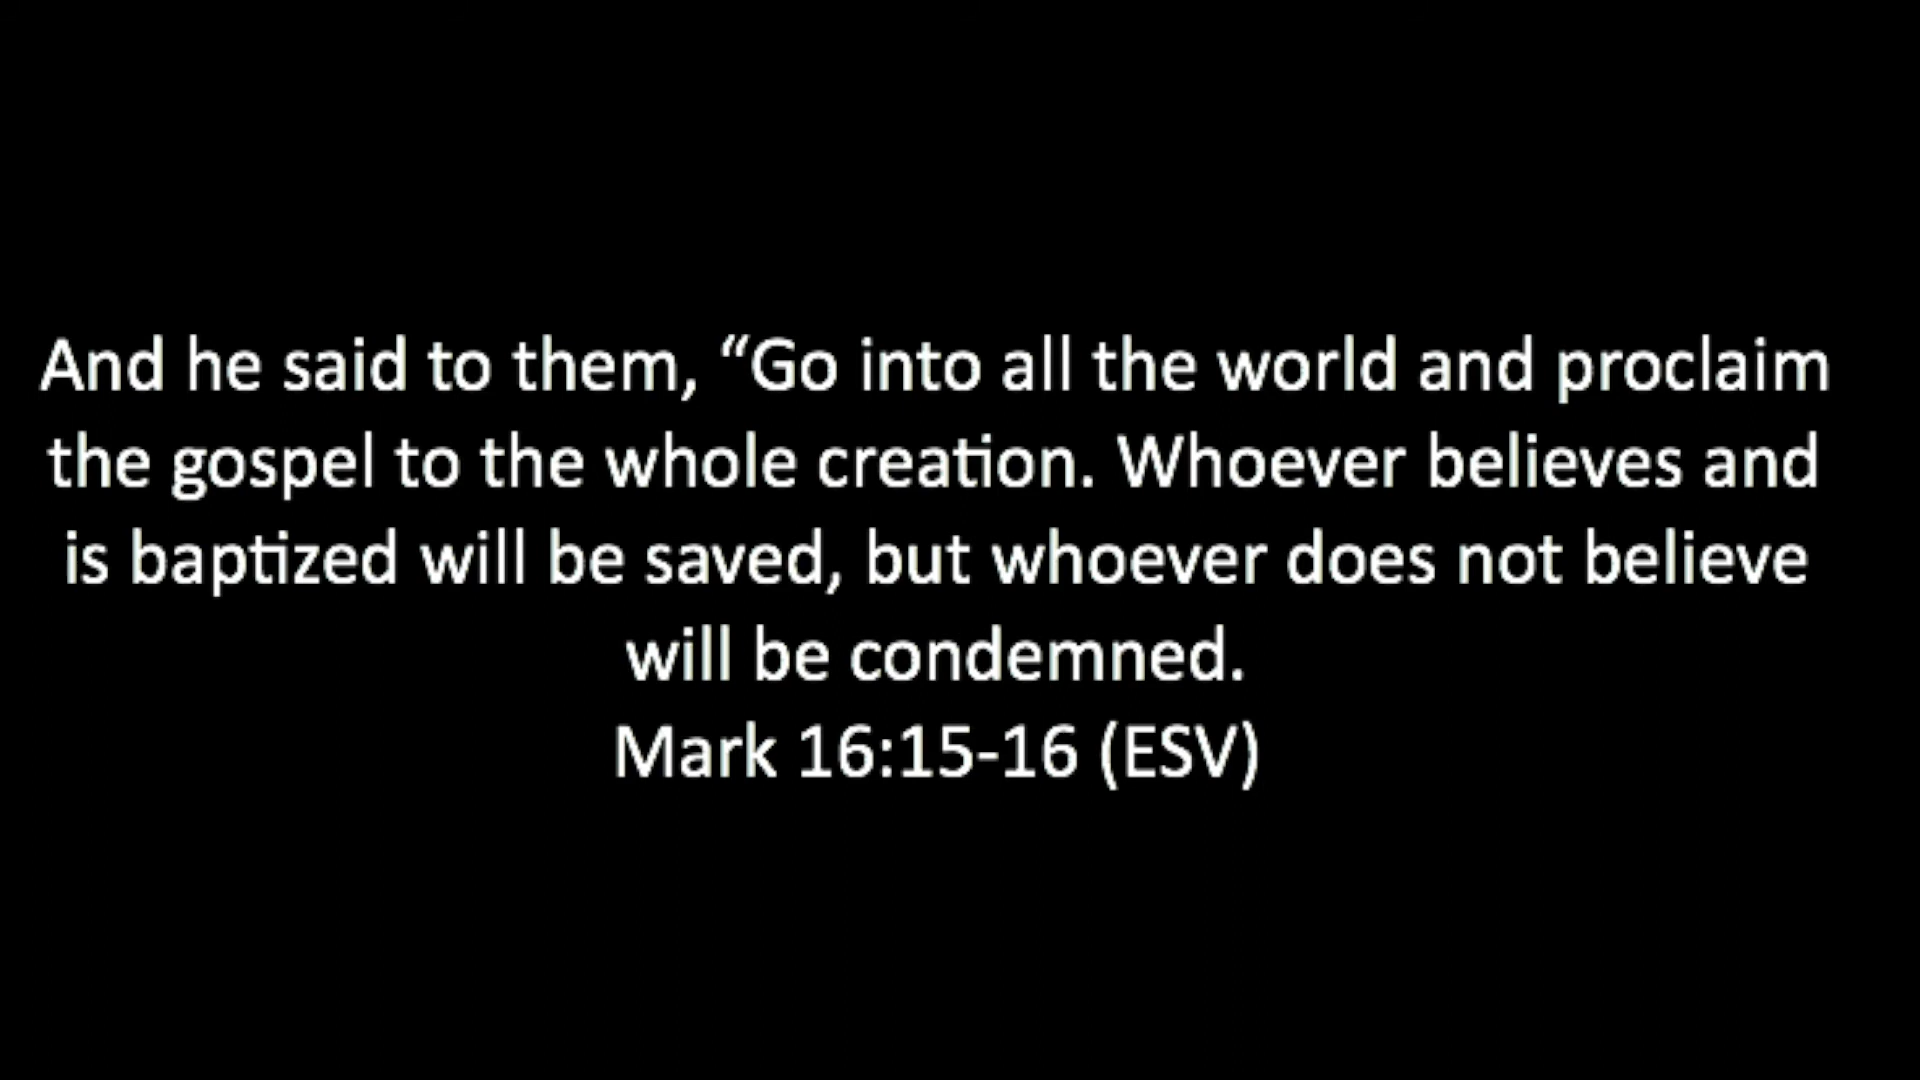 And he said to them, “Go into all the world and proclaim
the gospel to the whole creation. Whoever believes and
is baptized will be saved, but whoever does not believe
will be condemned.
Mark 16:15-16 (ESV)